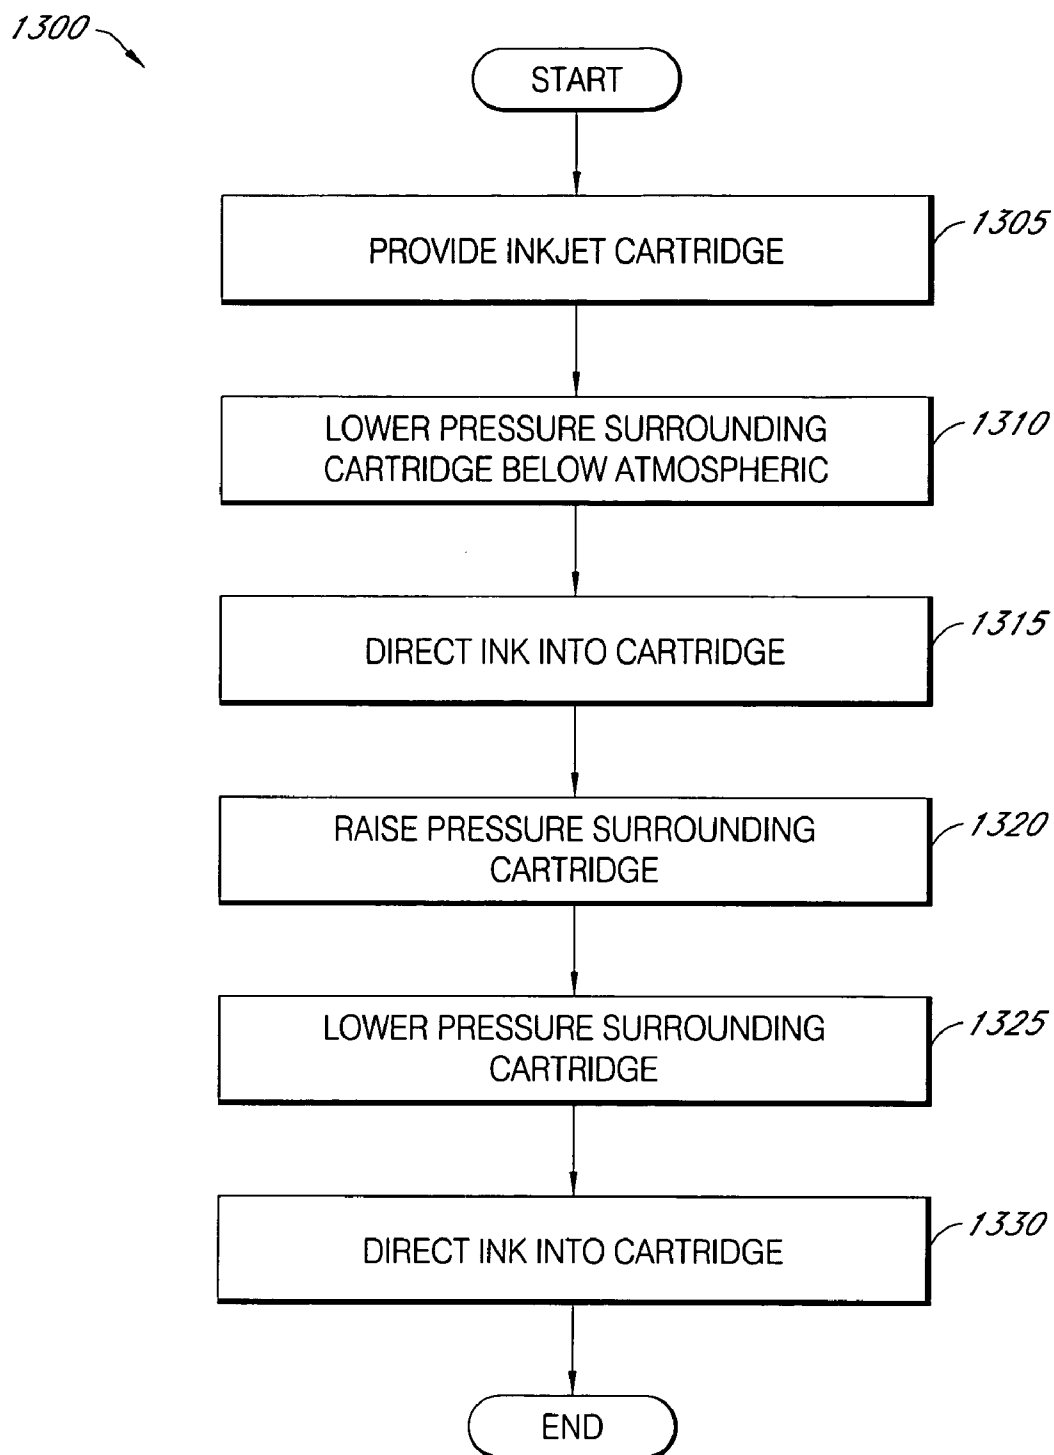 1300
START
PROVIDE INKJET CARTRIDGE
1305
LOWER PRESSURE SURROUNDING
CARTRIDGE BELOW ATMOSPHERIC
1310
DIRECT INK INTO CARTRIDGE
1315
RAISE PRESSURE SURROUNDING
CARTRIDGE
1320
LOWER PRESSURE SURROUNDING
CARTRIDGE
1325
DIRECT INK INTO CARTRIDGE
1330
END